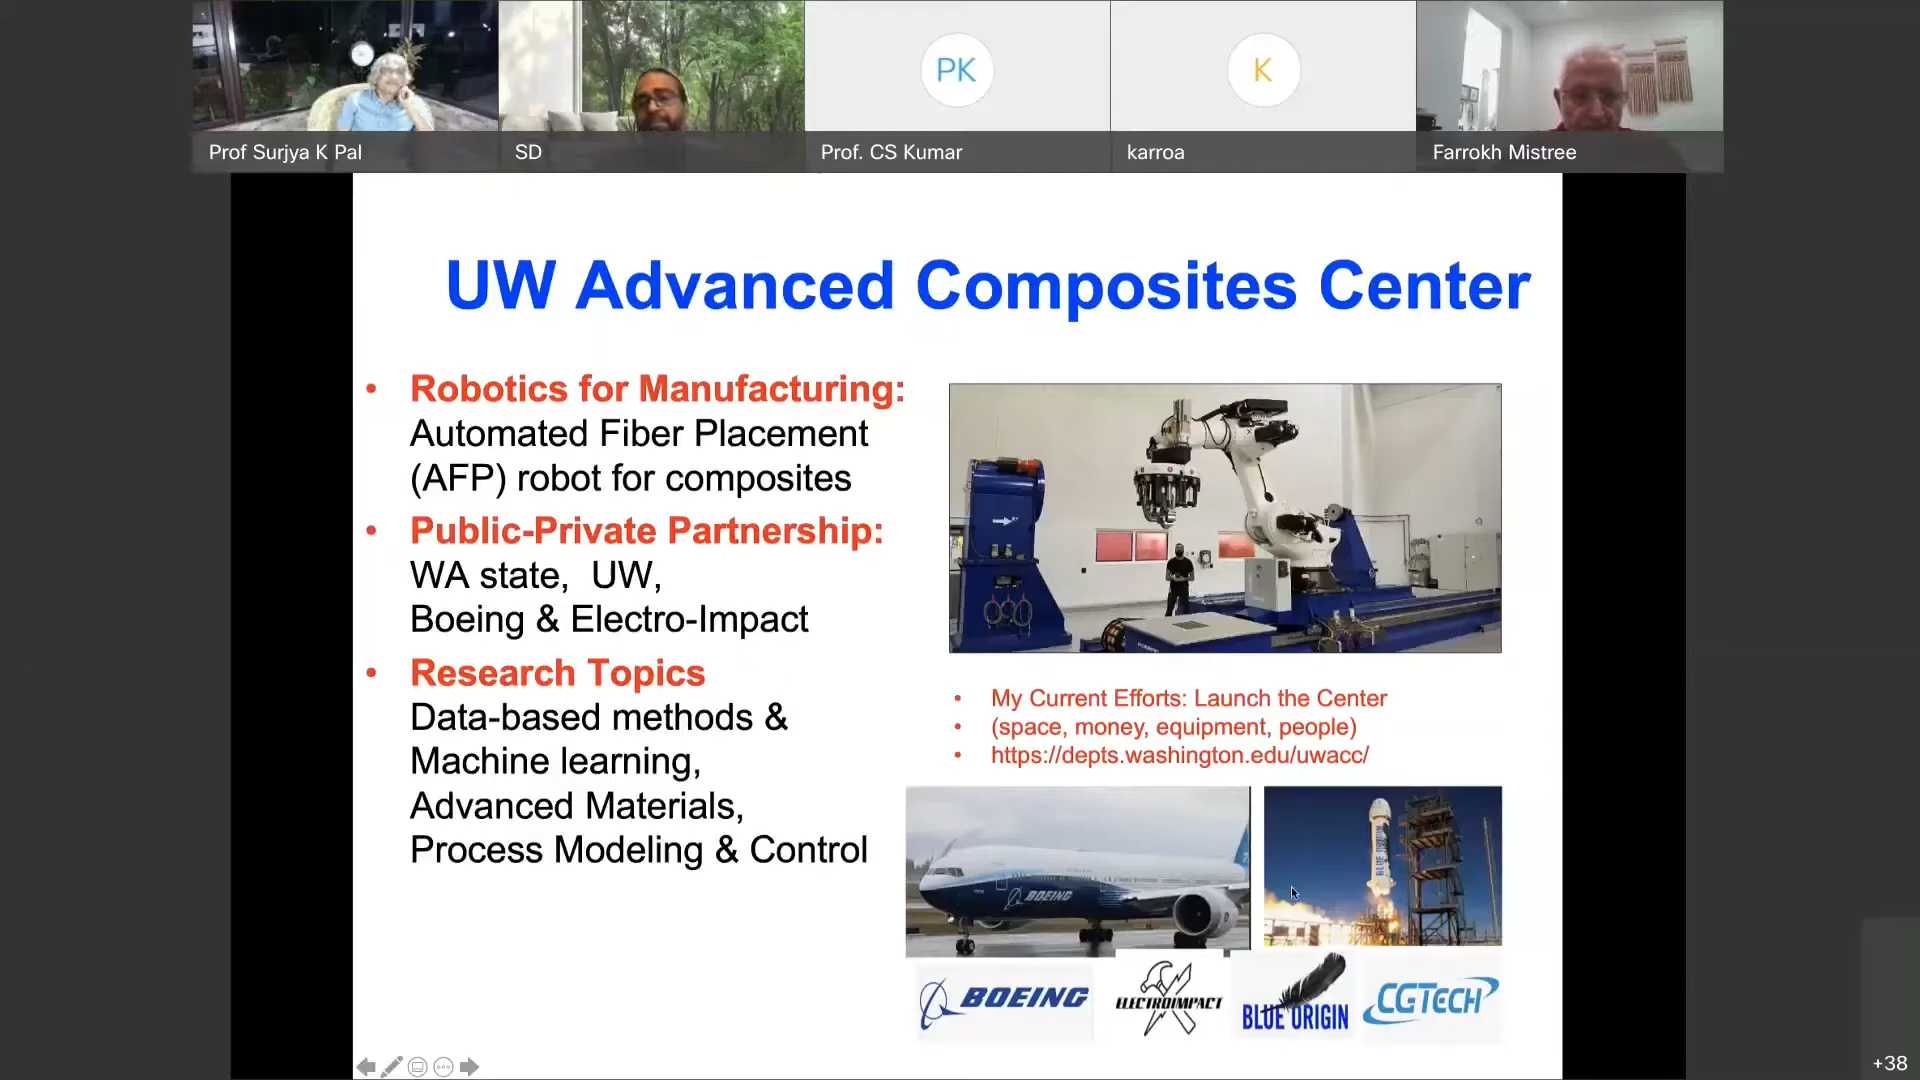 PK
K
Prof Surjya K Pal
SD
Prof. CS Kumar
karroa
Farrokh Mistree
UW Advanced Composites Center
• Robotics for Manufacturing:
Automated Fiber Placement
(AFP) robot for composites
• Public-Private Partnership:
WA state, UW,
Boeing & Electro-Impact
• Research Topics
Data-based methods &
Machine learning,
Advanced Materials,
Process Modeling & Control
• My Current Efforts: Launch the Center
• (space, money, equipment, people)
• https://depts.washington.edu/uwacc/
BOEING
BLUE ORIGIN
BOEING
ELECTROIMPACT
BLUE ORIGIN
CGTECH
+38